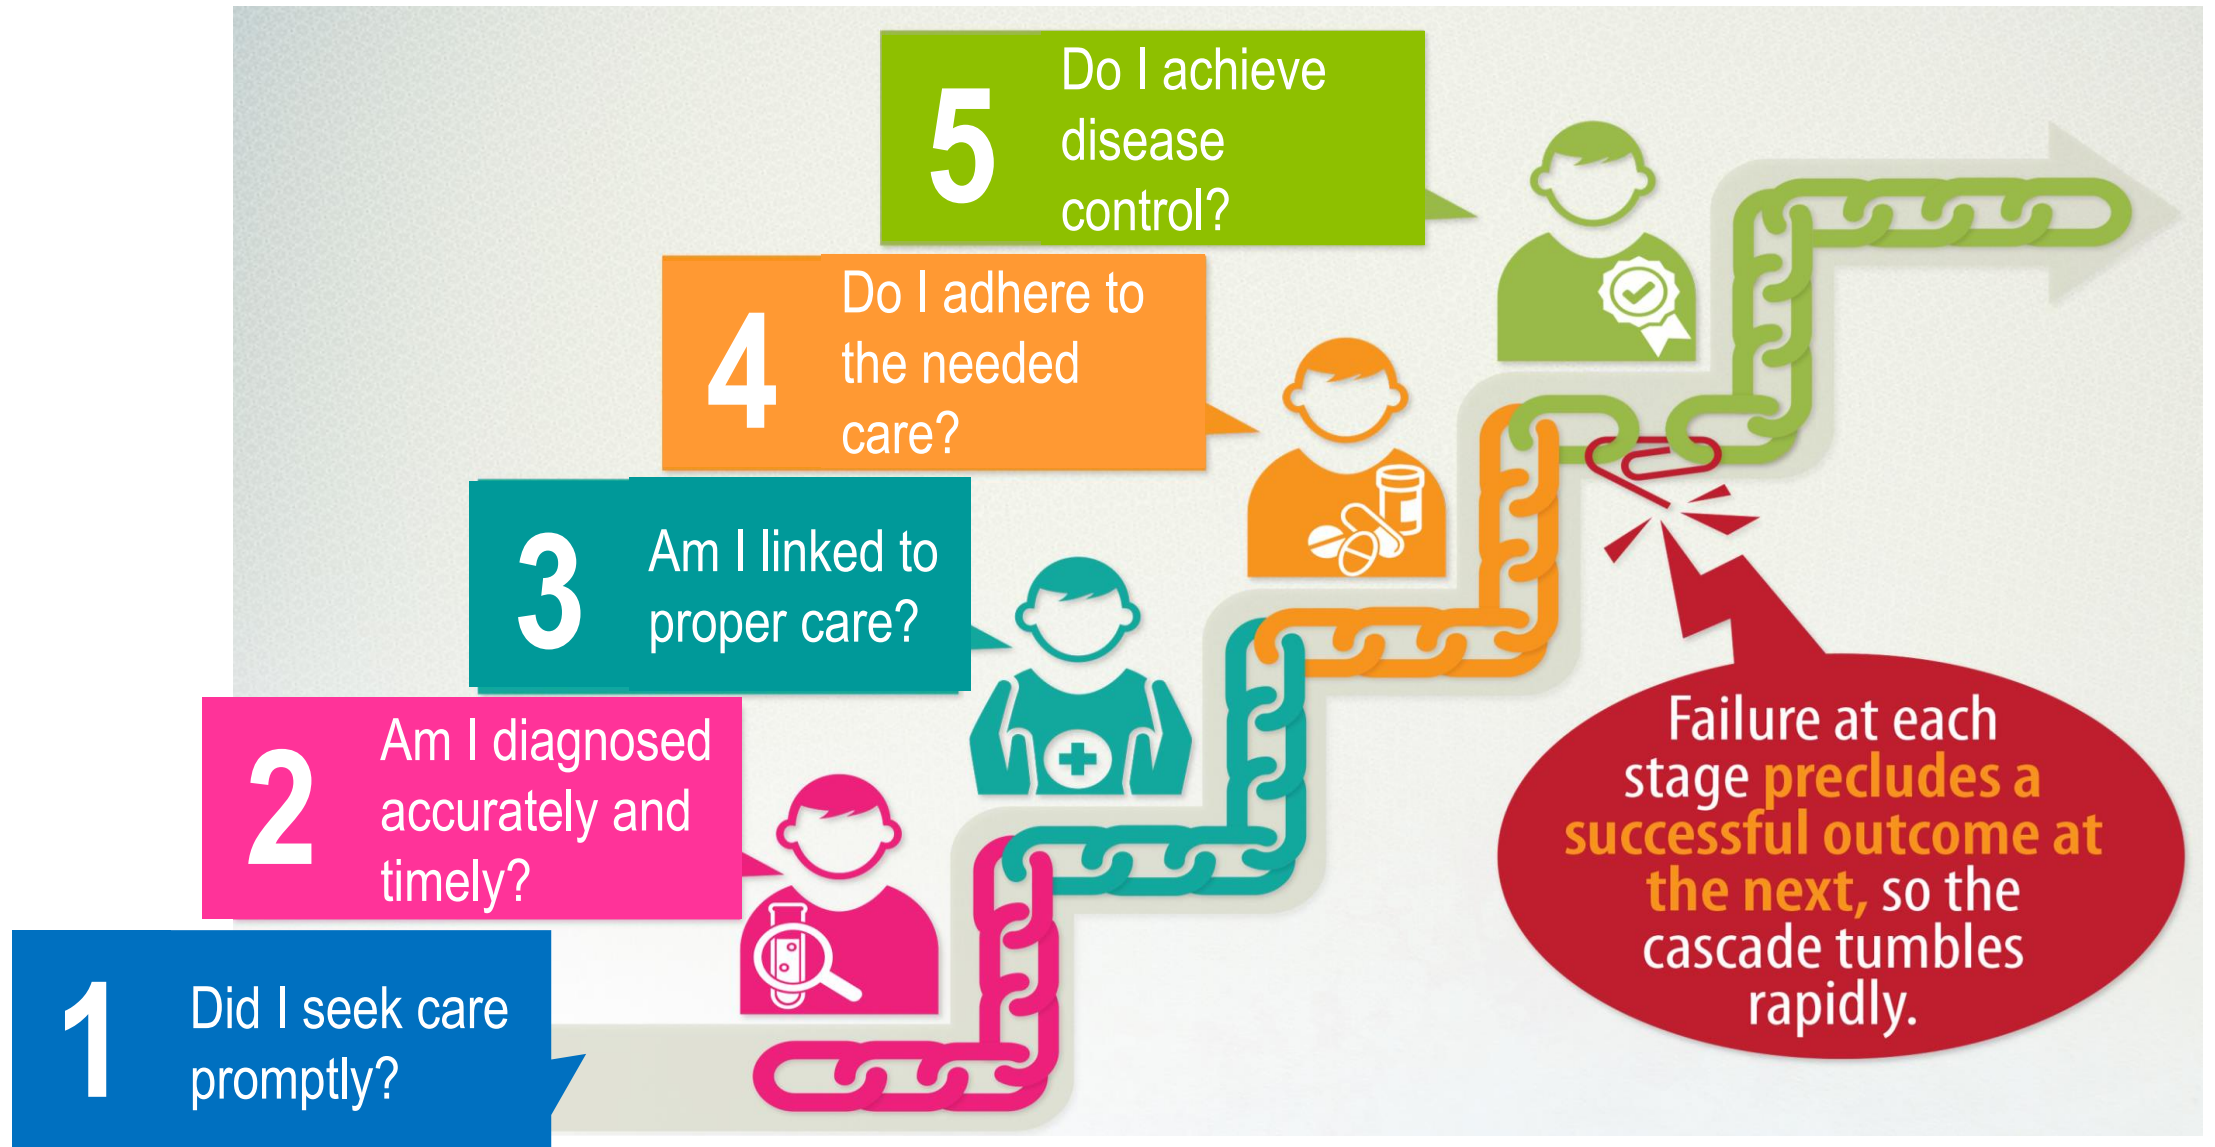 5
Do I achieve
disease
control?
4
Do I adhere to
the needed
care?
3
Am I linked to
proper care?
2
Am I diagnosed
accurately and
timely?
1
Did I seek care
promptly?
Failure at each
stage precludes a
successful outcome at
the next, so the
cascade tumbles
rapidly.